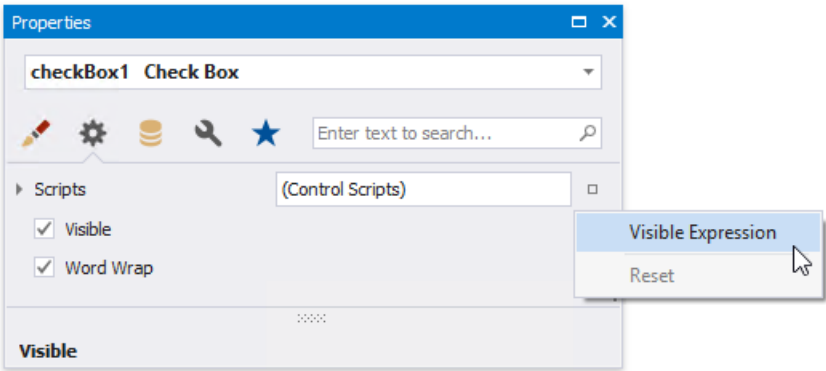 Properties
checkBox1 Check Box
Enter text to search...
Scripts (Control Scripts)
Visible
Visible Expression
Word Wrap
Reset
Visible